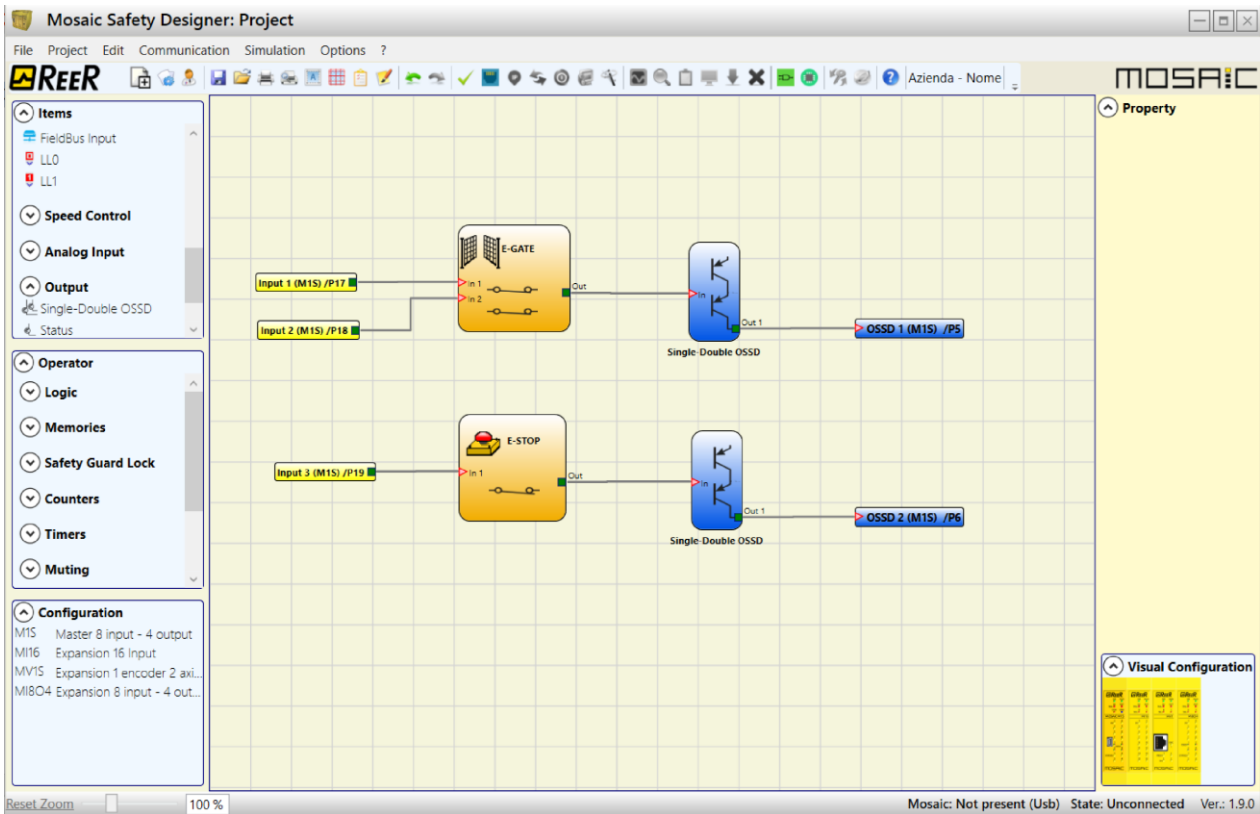 Mosaic Safety Designer: Project
File Project Edit Communication Simulation Options ?
REER
Azienda - Nome
MOSAIC
Items
FieldBus Input
LL0
LL1
Speed Control
Analog Input
Output
Single-Double OSSD
Status
Operator
Logic
Memories
Safety Guard Lock
Counters
Timers
Muting
Configuration
M1S Master 8 input - 4 output
MI16 Expansion 16 Input
MV1S Expansion 1 encoder 2 axi...
MI8O4 Expansion 8 input - 4 out...
E-GATE
Input 1 (M1S) /P17
In 1
Out
In 2
Input 2 (M1S) /P18
In
Out 1
OSSD 1 (M1S) /P5
Single-Double OSSD
E-STOP
Input 3 (M1S) /P19
In 1
Out
In
Out 1
OSSD 2 (M1S) /P6
Single-Double OSSD
Property
Visual Configuration
Reset Zoom 100 %
Mosaic: Not present (Usb) State: Unconnected Ver.: 1.9.0